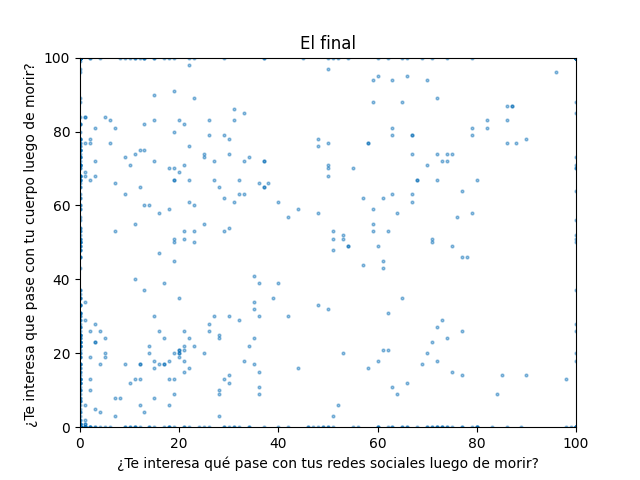 El final
¿Te interesa que pase con tu cuerpo luego de morir?
100
80
60
40
20
0
0 20 40 60 80 100
¿Te interesa qué pase con tus redes sociales luego de morir?